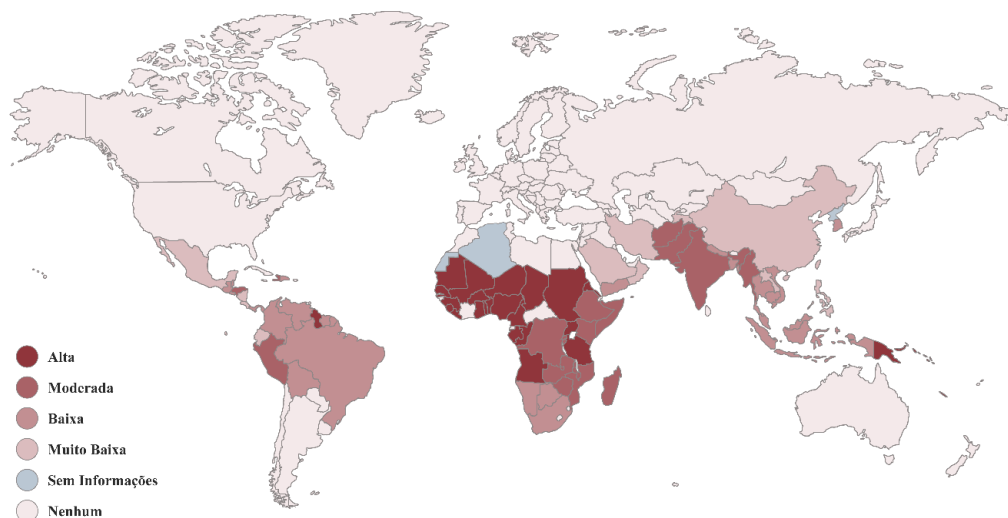 Alta
Moderada
Baixa
Muito Baixa
Sem Informações
Nenhum